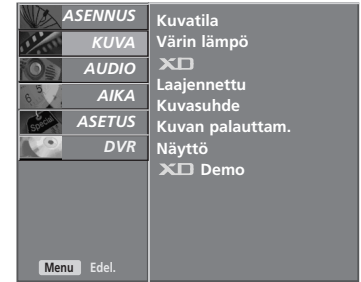 ASENNUS
KUVA
AUDIO
AIKA
ASETUS
DVR
Menu Edel.
Kuvatila
Värin lämpö
XD
Laajennettu
Kuvasuhde
Kuvan palauttam.
Näyttö
XD Demo